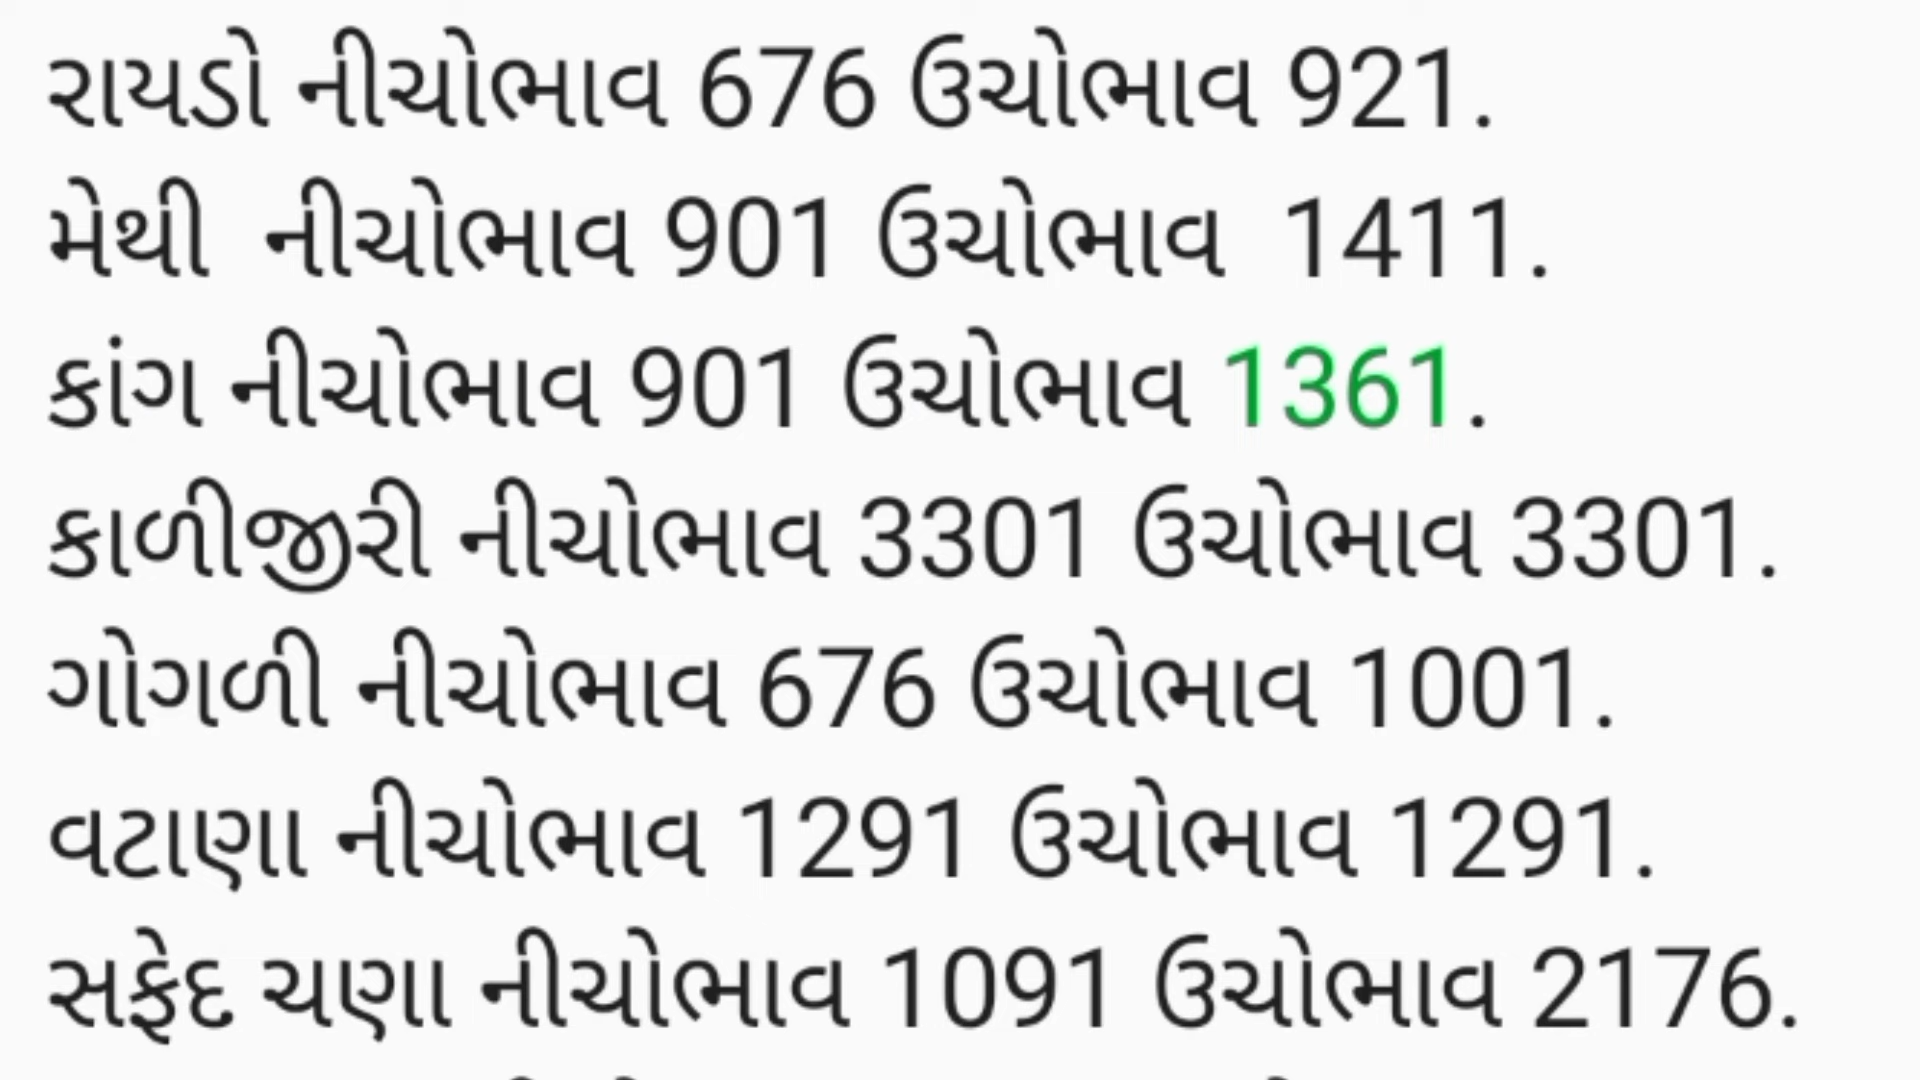 રાયડો નીચોભાવ 676 ઉચોભાવ 921.
મેથી નીચોભાવ 901 ઉચોભાવ 1411.
કાંગ નીચોભાવ 901 ઉચોભાવ 1361.
કાળીજીરી નીચોભાવ 3301 ઉચોભાવ 3301.
ગોગળી નીચોભાવ 676 ઉચોભાવ 1001.
વટાણા નીચોભાવ 1291 ઉચોભાવ 1291.
સફેદ ચણા નીચોભાવ 1091 ઉચોભાવ 2176.